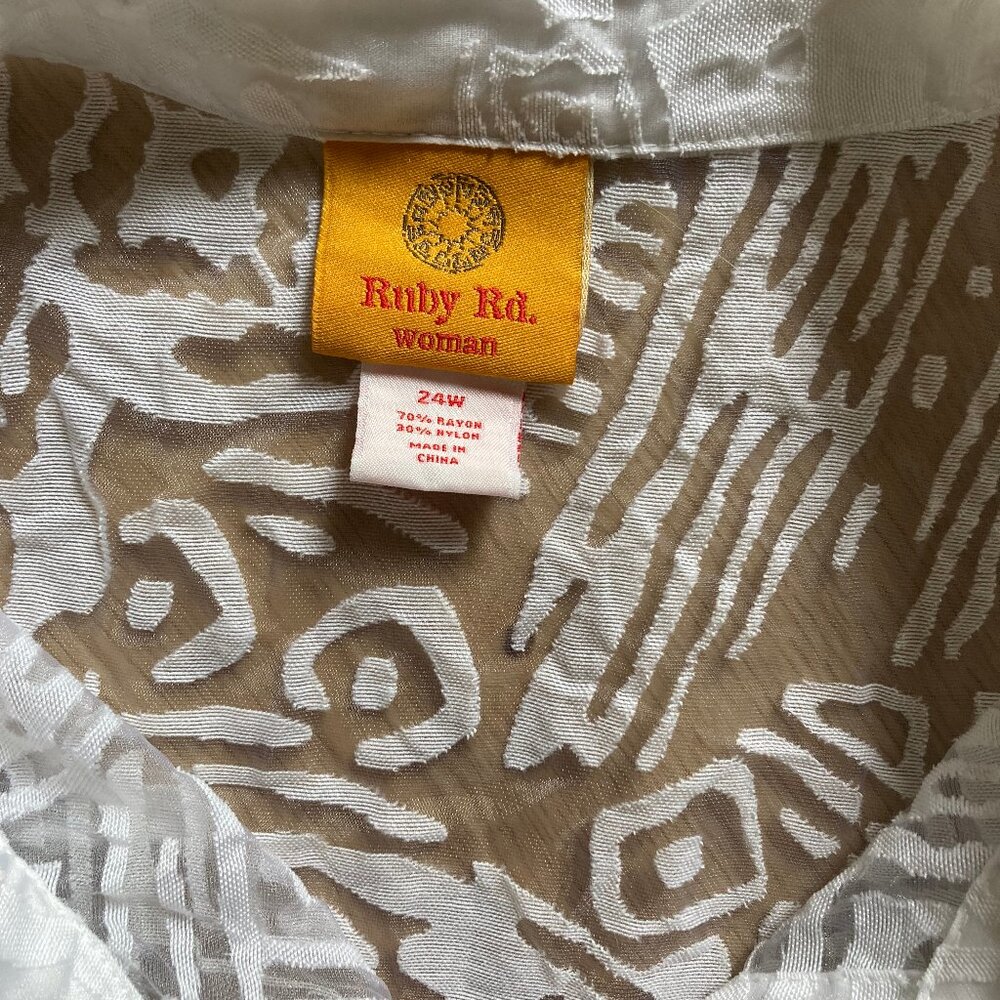 Ruby Rd.
woman
24W
70% RAYON
30% NYLON
MADE IN
CHINA